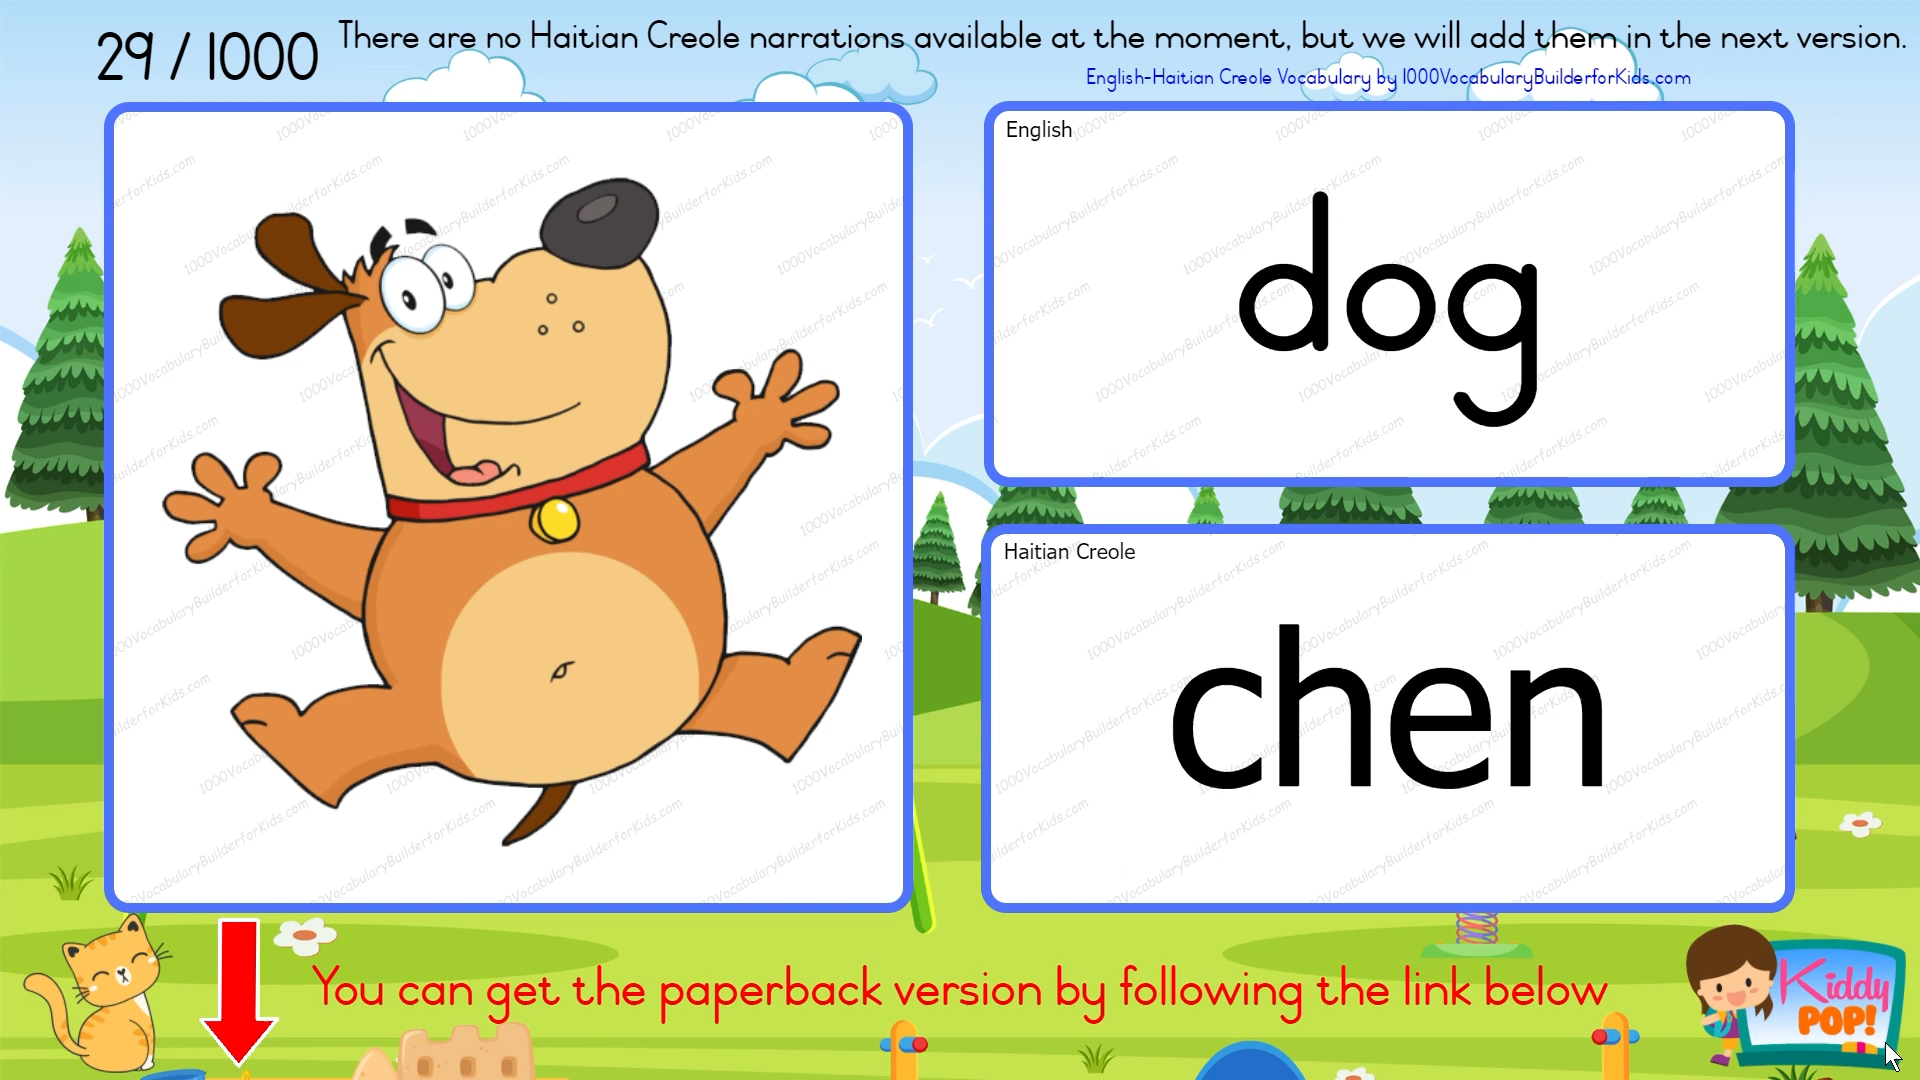 29 / 1000
There are no Haitian Creole narrations available at the moment, but we will add them in the next version.
English-Haitian Creole Vocabulary by 1000VocabularyBuilderforKids.com
English
dog
Haitian Creole
chen
You can get the paperback version by following the link below
Kiddy
POP!
1000VocabularyBuilderforKids.com